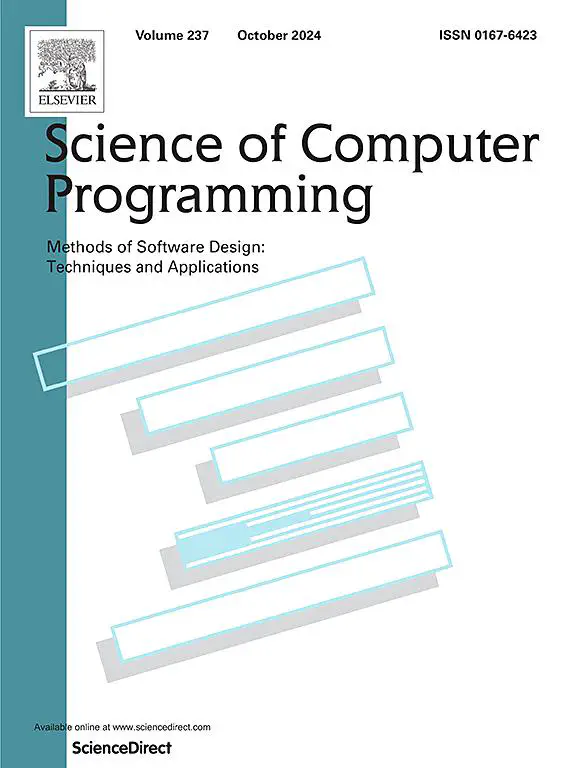 Volume 237 October 2024 ISSN 0167-6423
ELSEVIER
Science of Computer
Programming
Methods of Software Design:
Techniques and Applications
Available online at www.sciencedirect.com
ScienceDirect